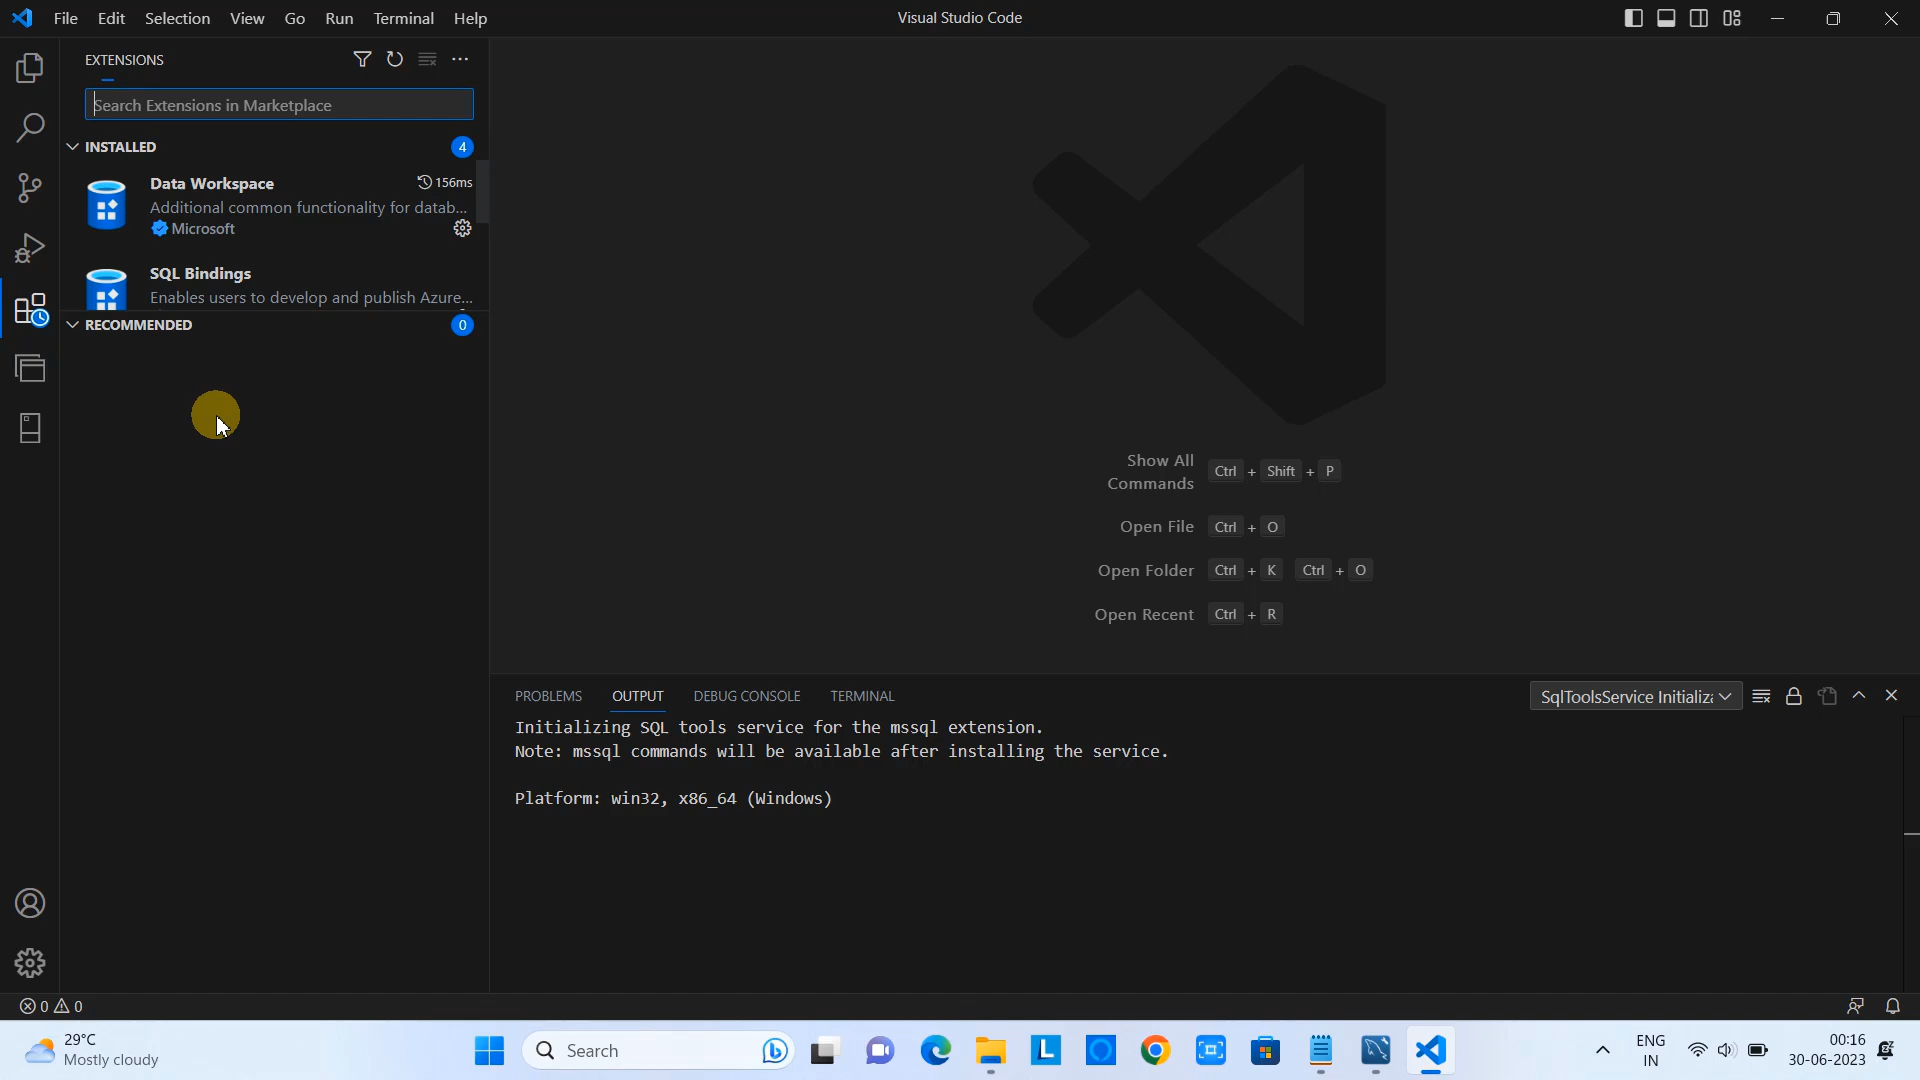 File Edit Selection View Go Run Terminal Help
Visual Studio Code
EXTENSIONS
Search Extensions in Marketplace
INSTALLED
4
Data Workspace
156ms
Additional common functionality for datab...
Microsoft
SQL Bindings
Enables users to develop and publish Azure...
RECOMMENDED
0
Show All Commands Ctrl + Shift + P
Open File Ctrl + O
Open Folder Ctrl + K Ctrl + O
Open Recent Ctrl + R
PROBLEMS OUTPUT DEBUG CONSOLE TERMINAL
SqlToolsService Initializ
Initializing SQL tools service for the mssql extension.
Note: mssql commands will be available after installing the service.
Platform: win32, x86_64 (Windows)
0 0
29°C
Mostly cloudy
Search
L
ENG
IN
00:16
30-06-2023